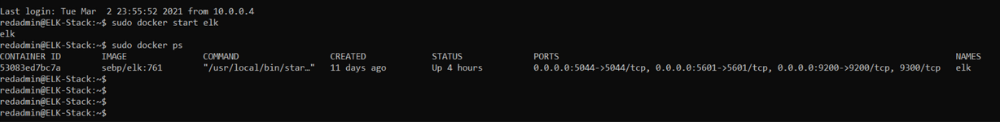 Last login: Tue Mar  2 23:55:52 2021 from 10.0.0.4
redadmin@ELK-Stack:~$ sudo docker start elk
elk
redadmin@ELK-Stack:~$ sudo docker ps
CONTAINER ID        IMAGE               COMMAND                  CREATED             STATUS              PORTS                                                                              NAMES
53083ed7bc7a        sebp/elk:761        "/usr/local/bin/star…"   11 days ago         Up 4 hours          0.0.0.0:5044->5044/tcp, 0.0.0.0:5601->5601/tcp, 0.0.0.0:9200->9200/tcp, 9300/tcp   elk
redadmin@ELK-Stack:~$
redadmin@ELK-Stack:~$
redadmin@ELK-Stack:~$
redadmin@ELK-Stack:~$